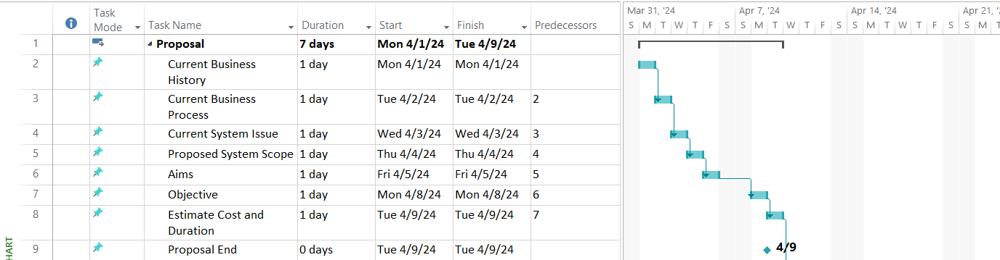 Mar 31, '24 Apr 7, '24 Apr 14, '24 Apr 21, '24
Task Mode Task Name Duration Start Finish Predecessors S M T W T F S S M T W T F S S M T W T F S S M T
1 Proposal 7 days Mon 4/1/24 Tue 4/9/24
2 Current Business History 1 day Mon 4/1/24 Mon 4/1/24
3 Current Business Process 1 day Tue 4/2/24 Tue 4/2/24 2
4 Current System Issue 1 day Wed 4/3/24 Wed 4/3/24 3
5 Proposed System Scope 1 day Thu 4/4/24 Thu 4/4/24 4
6 Aims 1 day Fri 4/5/24 Fri 4/5/24 5
7 Objective 1 day Mon 4/8/24 Mon 4/8/24 6
8 Estimate Cost and Duration 1 day Tue 4/9/24 Tue 4/9/24 7
9 Proposal End 0 days Tue 4/9/24 Tue 4/9/24 4/9
HART